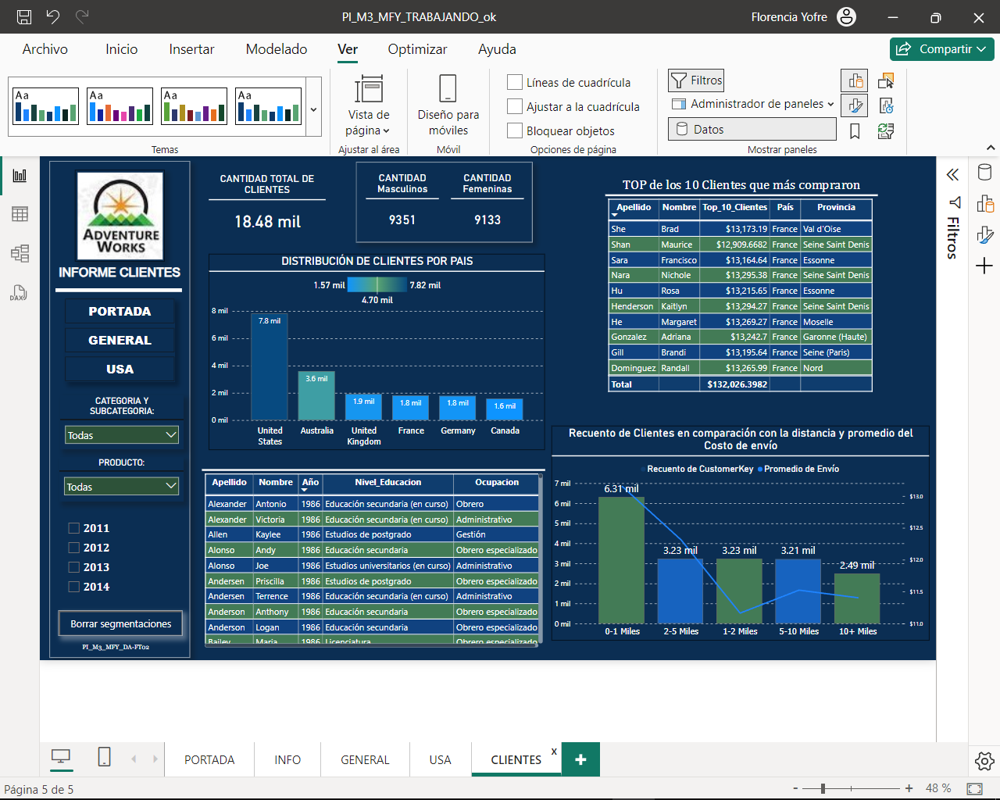 PI_M3_MFY_TRABAJANDO_ok
Florencia Yofre
Archivo Inicio Insertar Modelado Ver Optimizar Ayuda
Compartir
Aa Aa Aa Aa
Temas
Vista de
página
Ajustar al área
Diseño para
móviles
Móvil
Líneas de cuadrícula
Ajustar a la cuadrícula
Bloquear objetos
Opciones de página
Filtros
Administrador de paneles
Datos
Mostrar paneles
DAX
ADVENTURE
WORKS
INFORME CLIENTES
PORTADA
GENERAL
USA
CATEGORIA Y
SUBCATEGORIA:
Todas
PRODUCTO:
Todas
2011
2012
2013
2014
Borrar segmentaciones
PI_M3_MFY_DA-FT02
CANTIDAD TOTAL DE
CLIENTES
18.48 mil
CANTIDAD
Masculinos
9351
CANTIDAD
Femeninas
9133
DISTRIBUCIÓN DE CLIENTES POR PAIS
1.57 mil 7.82 mil
4.70 mil
8 mil
6 mil
4 mil
2 mil
0 mil
7.8 mil
3.6 mil
1.9 mil
1.8 mil
1.8 mil
1.6 mil
United
States
Australia
United
Kingdom
France
Germany
Canada
Apellido Nombre Año Nivel_Educacion Ocupacion
Alexander Antonio 1986 Educación secundaria (en curso) Obrero
Alexander Victoria 1986 Educación secundaria (en curso) Administrativo
Allen Kaylee 1986 Estudios de postgrado Gestión
Alonso Andy 1986 Educación secundaria Obrero especializado
Alonso Joe 1986 Estudios universitarios (en curso) Administrativo
Andersen Priscilla 1986 Estudios de postgrado Obrero especializado
Andersen Terrence 1986 Educación secundaria (en curso) Administrativo
Anderson Anthony 1986 Educación secundaria Obrero especializado
Anderson Logan 1986 Educación secundaria Obrero especializado
Bailey Maria 1986 Licenciatura Obrero especializado
TOP de los 10 Clientes que más compraron
Apellido Nombre Top_10_Clientes País Provincia
She Brad $13,173.19 France Val d'Oise
Shan Maurice $12,909.6682 France Seine Saint Denis
Sara Francisco $13,164.64 France Essonne
Nara Nichole $13,295.38 France Seine Saint Denis
Hu Rosa $13,215.65 France Essonne
Henderson Kaitlyn $13,294.27 France Seine Saint Denis
He Margaret $13,269.27 France Moselle
Gonzalez Adriana $13,242.7 France Garonne (Haute)
Gill Brandi $13,195.64 France Seine (Paris)
Dominguez Randall $13,265.99 France Nord
Total $132,026.3982
Recuento de Clientes en comparación con la distancia y promedio del
Costo de envío
Recuento de CustomerKey Promedio de Envío
7 mil
6 mil
5 mil
4 mil
3 mil
2 mil
1 mil
0 mil
6.31 mil
3.23 mil
3.23 mil
3.21 mil
2.49 mil
$13.0
$12.5
$12.0
$11.5
$11.0
0-1 Miles 2-5 Miles 1-2 Miles 5-10 Miles 10+ Miles
Filtros
PORTADA INFO GENERAL USA CLIENTES x +
Página 5 de 5
- + 48 %